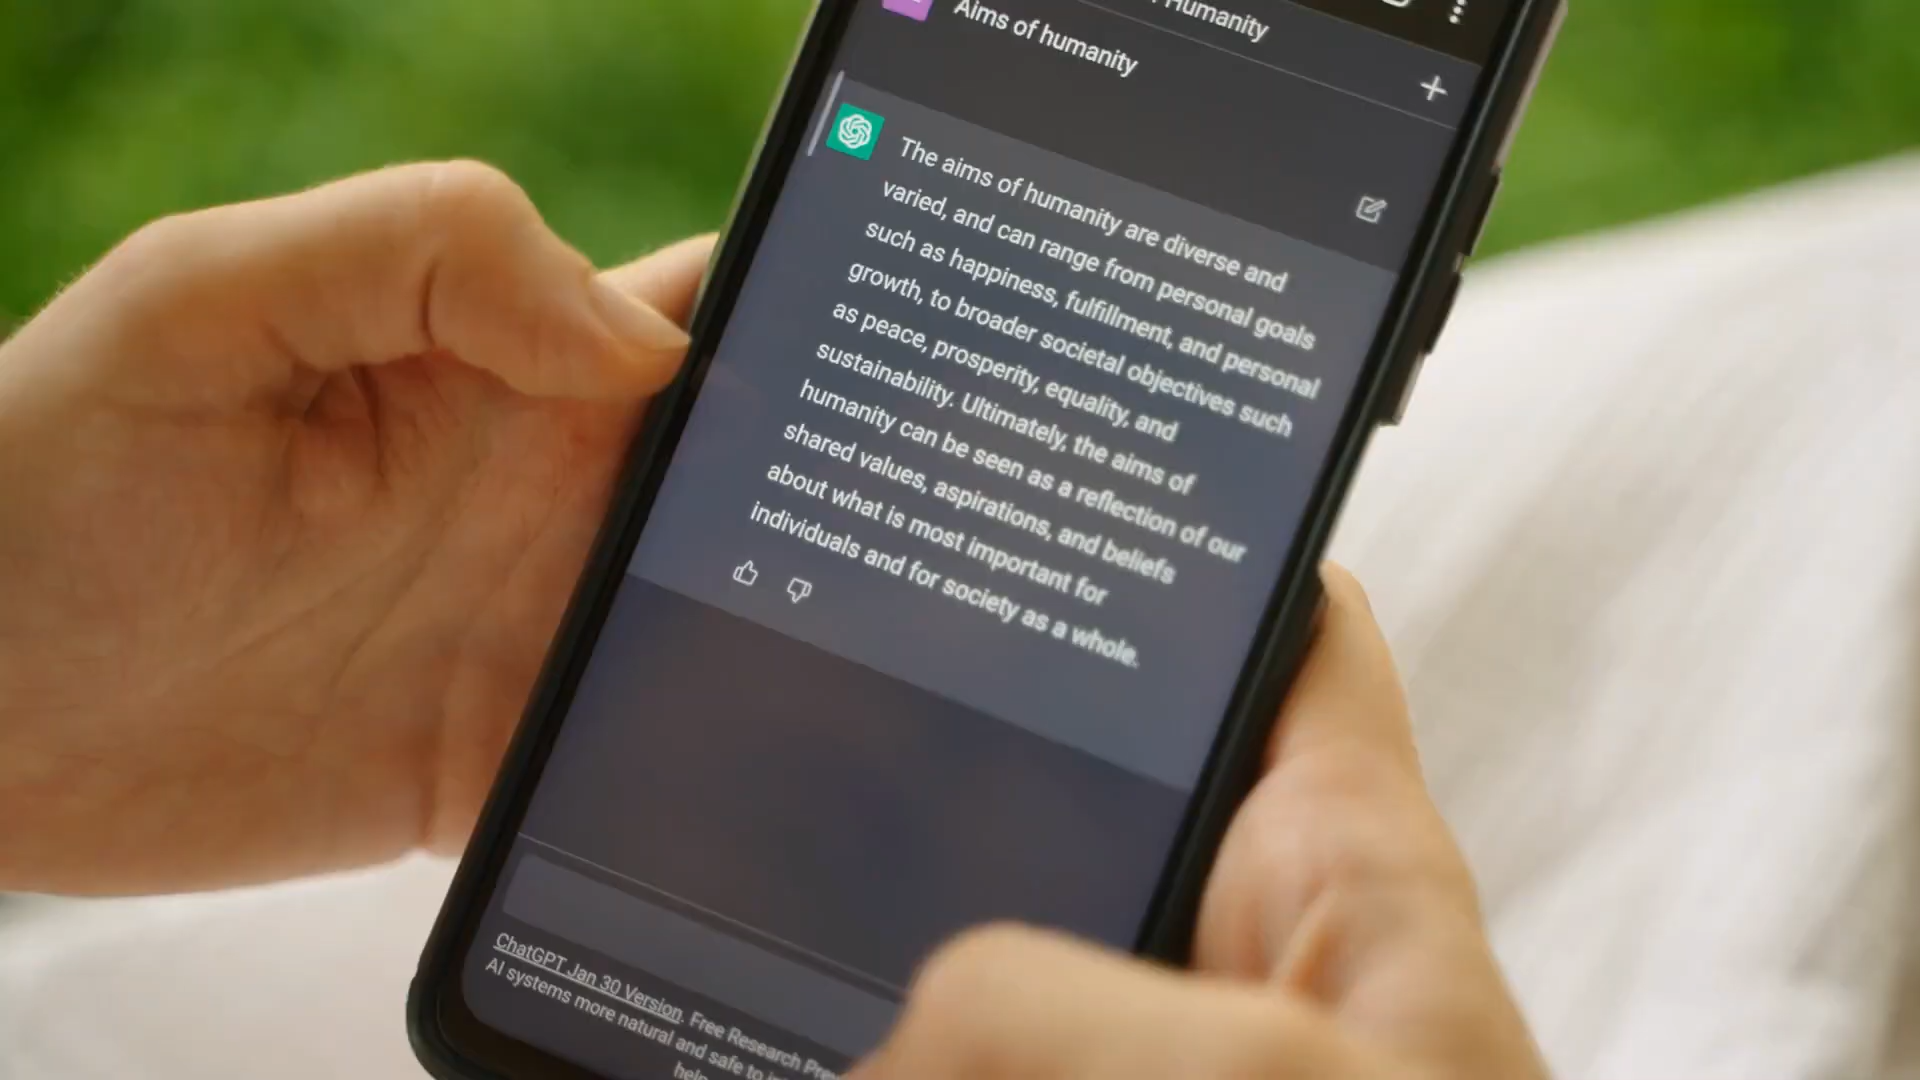 Humanity
Aims of humanity
The aims of humanity are diverse and
varied, and can range from personal goals
such as happiness, fulfillment, and personal
growth, to broader societal objectives such
as peace, prosperity, equality, and
sustainability. Ultimately, the aims of
humanity can be seen as a reflection of our
shared values, aspirations, and beliefs
about what is most important for
individuals and for society as a whole.
ChatGPT Jan 30 Version. Free Research
AI systems more natural and safe to